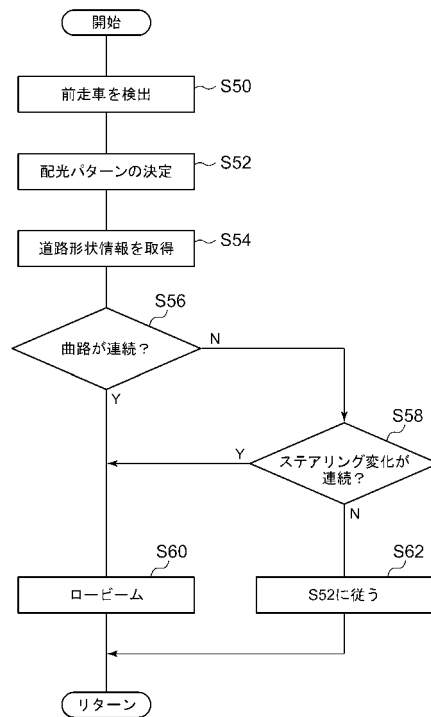 開始
前走車を検出
S50
配光パターンの決定
S52
道路形状情報を取得
S54
曲路が連続？
S56
N
Y
ステアリング変化が
連続？
S58
Y
N
ロービーム
S60
S52に従う
S62
リターン